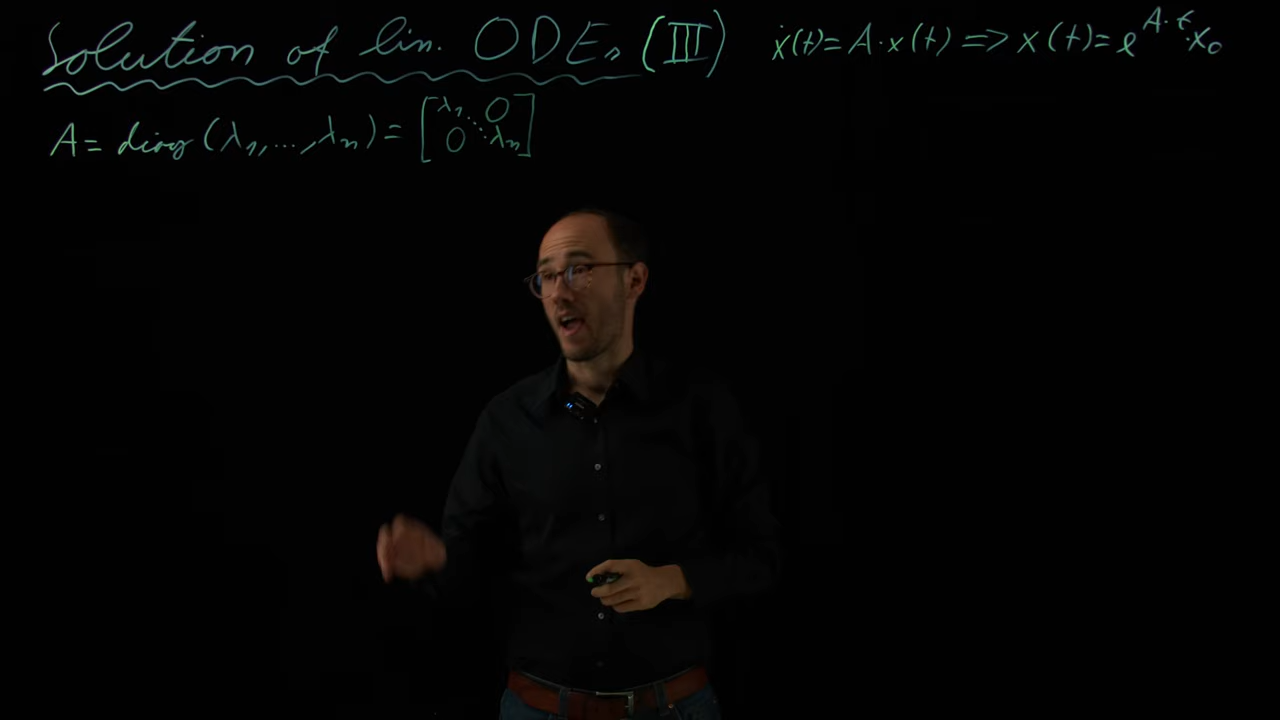 Solution of lin. ODEs (III)
ẋ(t)=A·x(t) => x(t)=e^{A·t}·x₀
A= diag (λ₁,...,λₙ)= [λ₁ 0
0 ⋱ λₙ]